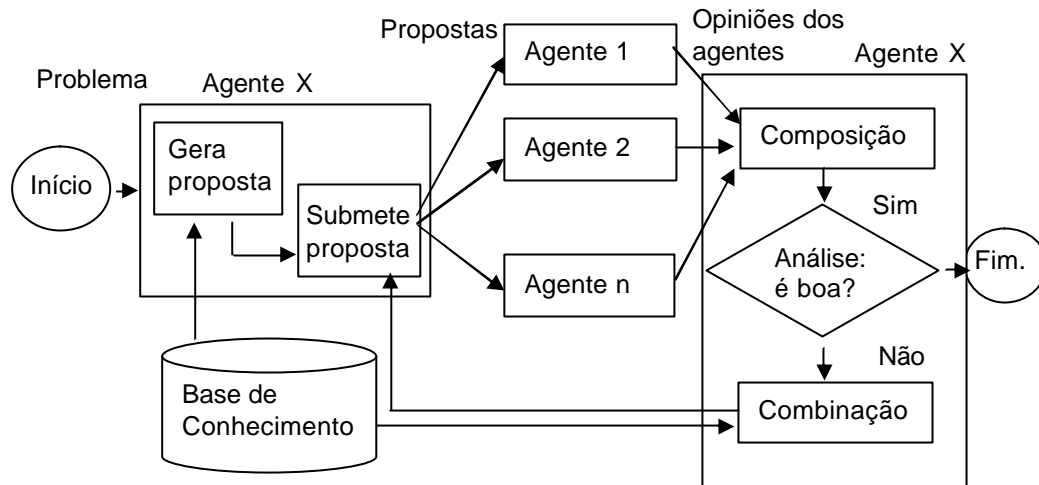 Problema
Agente X
Início
Gera
proposta
Submete
proposta
Base de
Conhecimento
Propostas
Agente 1
Agente 2
Agente n
Opiniões dos
agentes
Agente X
Composição
Sim
Análise:
é boa?
Fim.
Não
Combinação